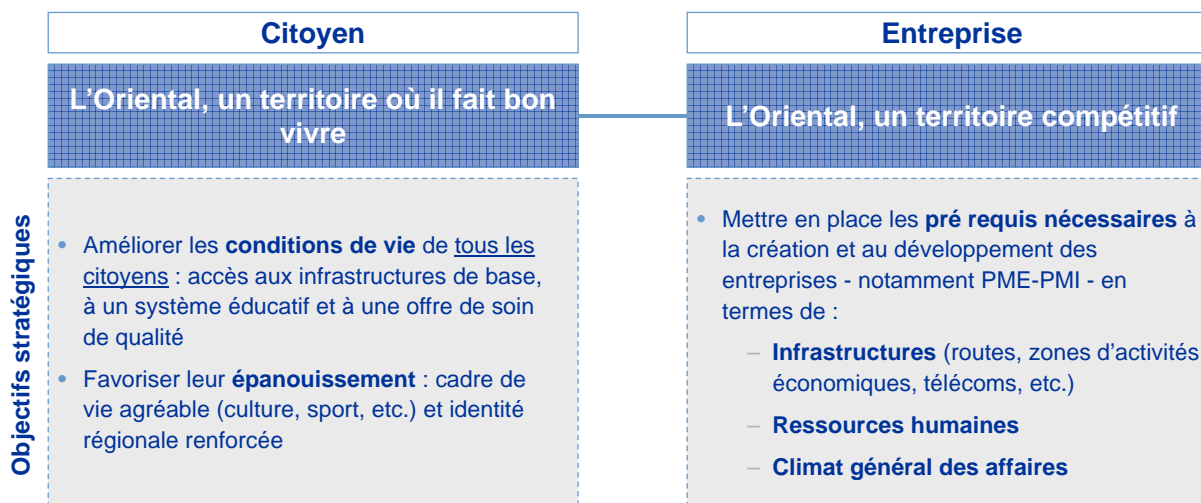 Citoyen
L'Oriental, un territoire où il fait bon
vivre
Objectifs stratégiques
• Améliorer les conditions de vie de tous les
citoyens : accès aux infrastructures de base,
à un système éducatif et à une offre de soin
de qualité
• Favoriser leur épanouissement : cadre de
vie agréable (culture, sport, etc.) et identité
régionale renforcée
Entreprise
L'Oriental, un territoire compétitif
• Mettre en place les pré requis nécessaires à
la création et au développement des
entreprises - notamment PME-PMI - en
termes de :
– Infrastructures (routes, zones d'activités
économiques, télécoms, etc.)
– Ressources humaines
– Climat général des affaires